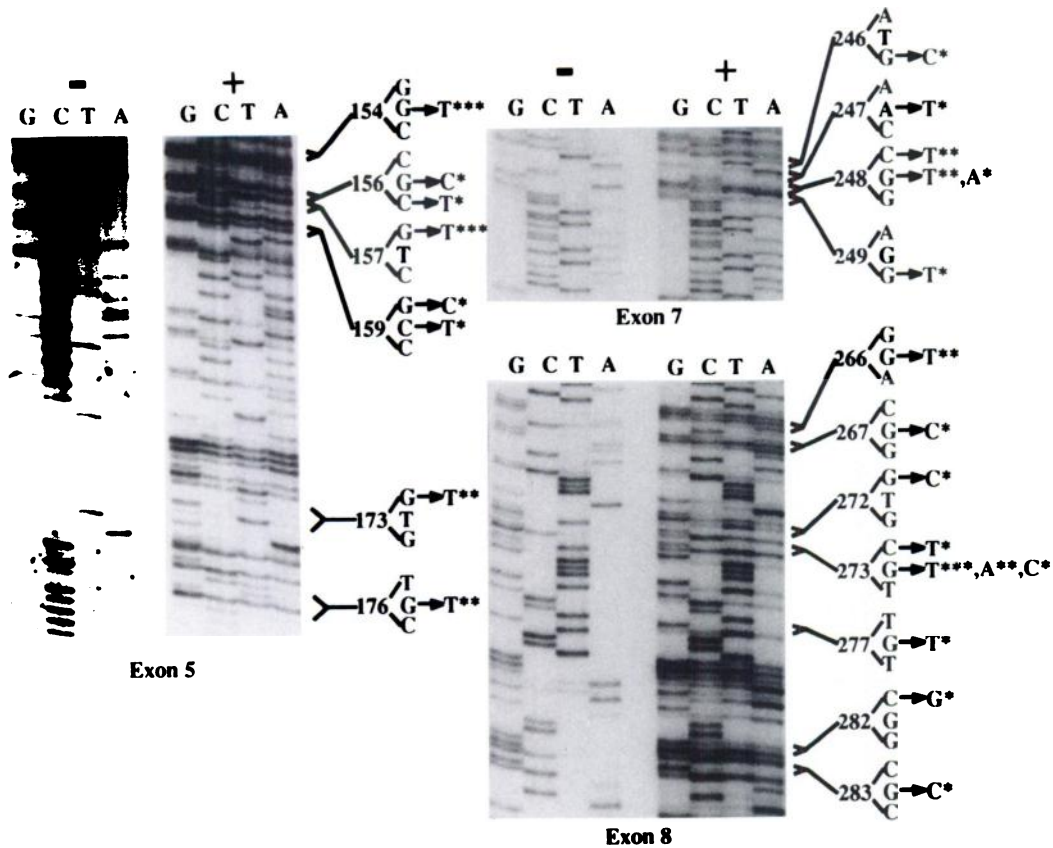 - +
G C T A G C T A
154 G
G→T***
C
156 C
G→C*
C→T*
157 G→T***
T
C
159 G→C*
C→T*
C
173 G→T**
T
G
176 T
G→T**
C
Exon 5
- +
G C T A G C T A
246 A
T
G→C*
247 A
A→T*
C
248 C→T**
G→T**,A*
G
249 A
G
G→T*
Exon 7
G C T A G C T A
266 G
G→T**
A
267 C
G→C*
G
272 G→C*
T
G
273 C→T*
G→T***,A**,C*
T
277 T
G→T*
T
282 C→G*
G
G
283 C
G→C*
C
Exon 8